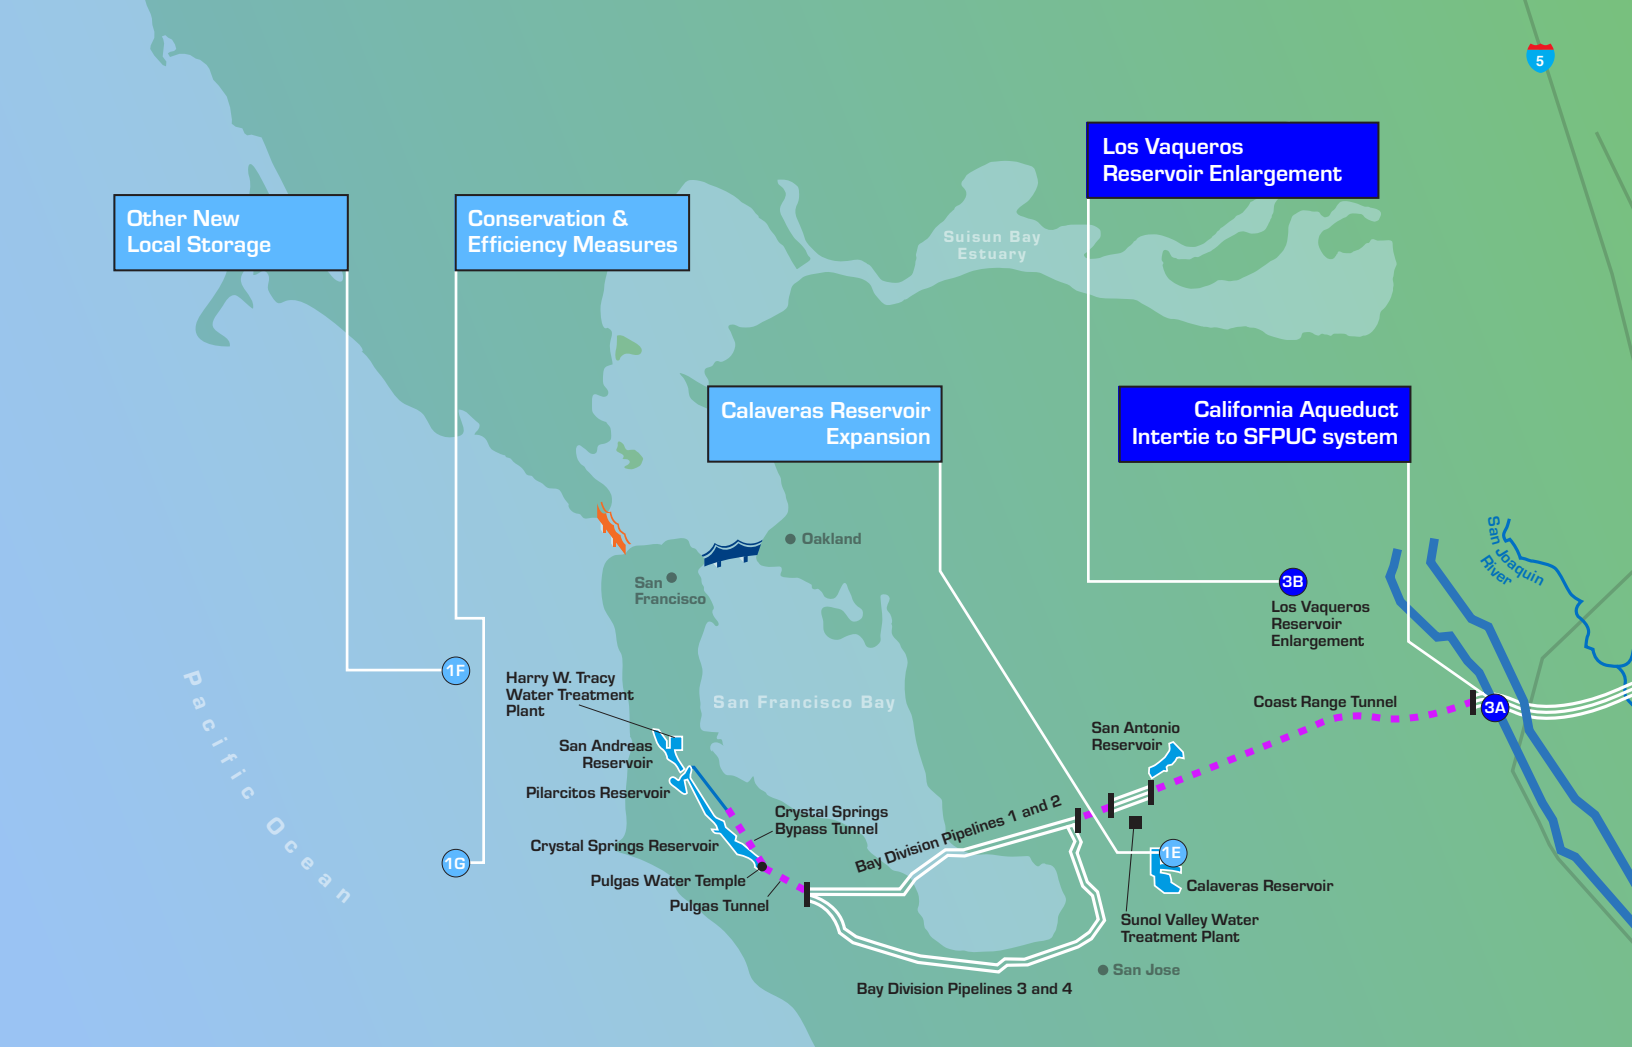 5
Los Vaqueros
Reservoir Enlargement
Other New
Local Storage
Conservation &
Efficiency Measures
Suisun Bay
Estuary
Calaveras Reservoir
Expansion
California Aqueduct
Intertie to SFPUC system
San Joaquin
River
Oakland
San
Francisco
3B
Los Vaqueros
Reservoir
Enlargement
1F
Pacific Ocean
Harry W. Tracy
Water Treatment
Plant
San Francisco Bay
Coast Range Tunnel
3A
San Antonio
Reservoir
San Andreas
Reservoir
Pilarcitos Reservoir
Crystal Springs
Bypass Tunnel
Bay Division Pipelines 1 and 2
Crystal Springs Reservoir
1G
1E
Pulgas Water Temple
Calaveras Reservoir
Pulgas Tunnel
Sunol Valley Water
Treatment Plant
San Jose
Bay Division Pipelines 3 and 4